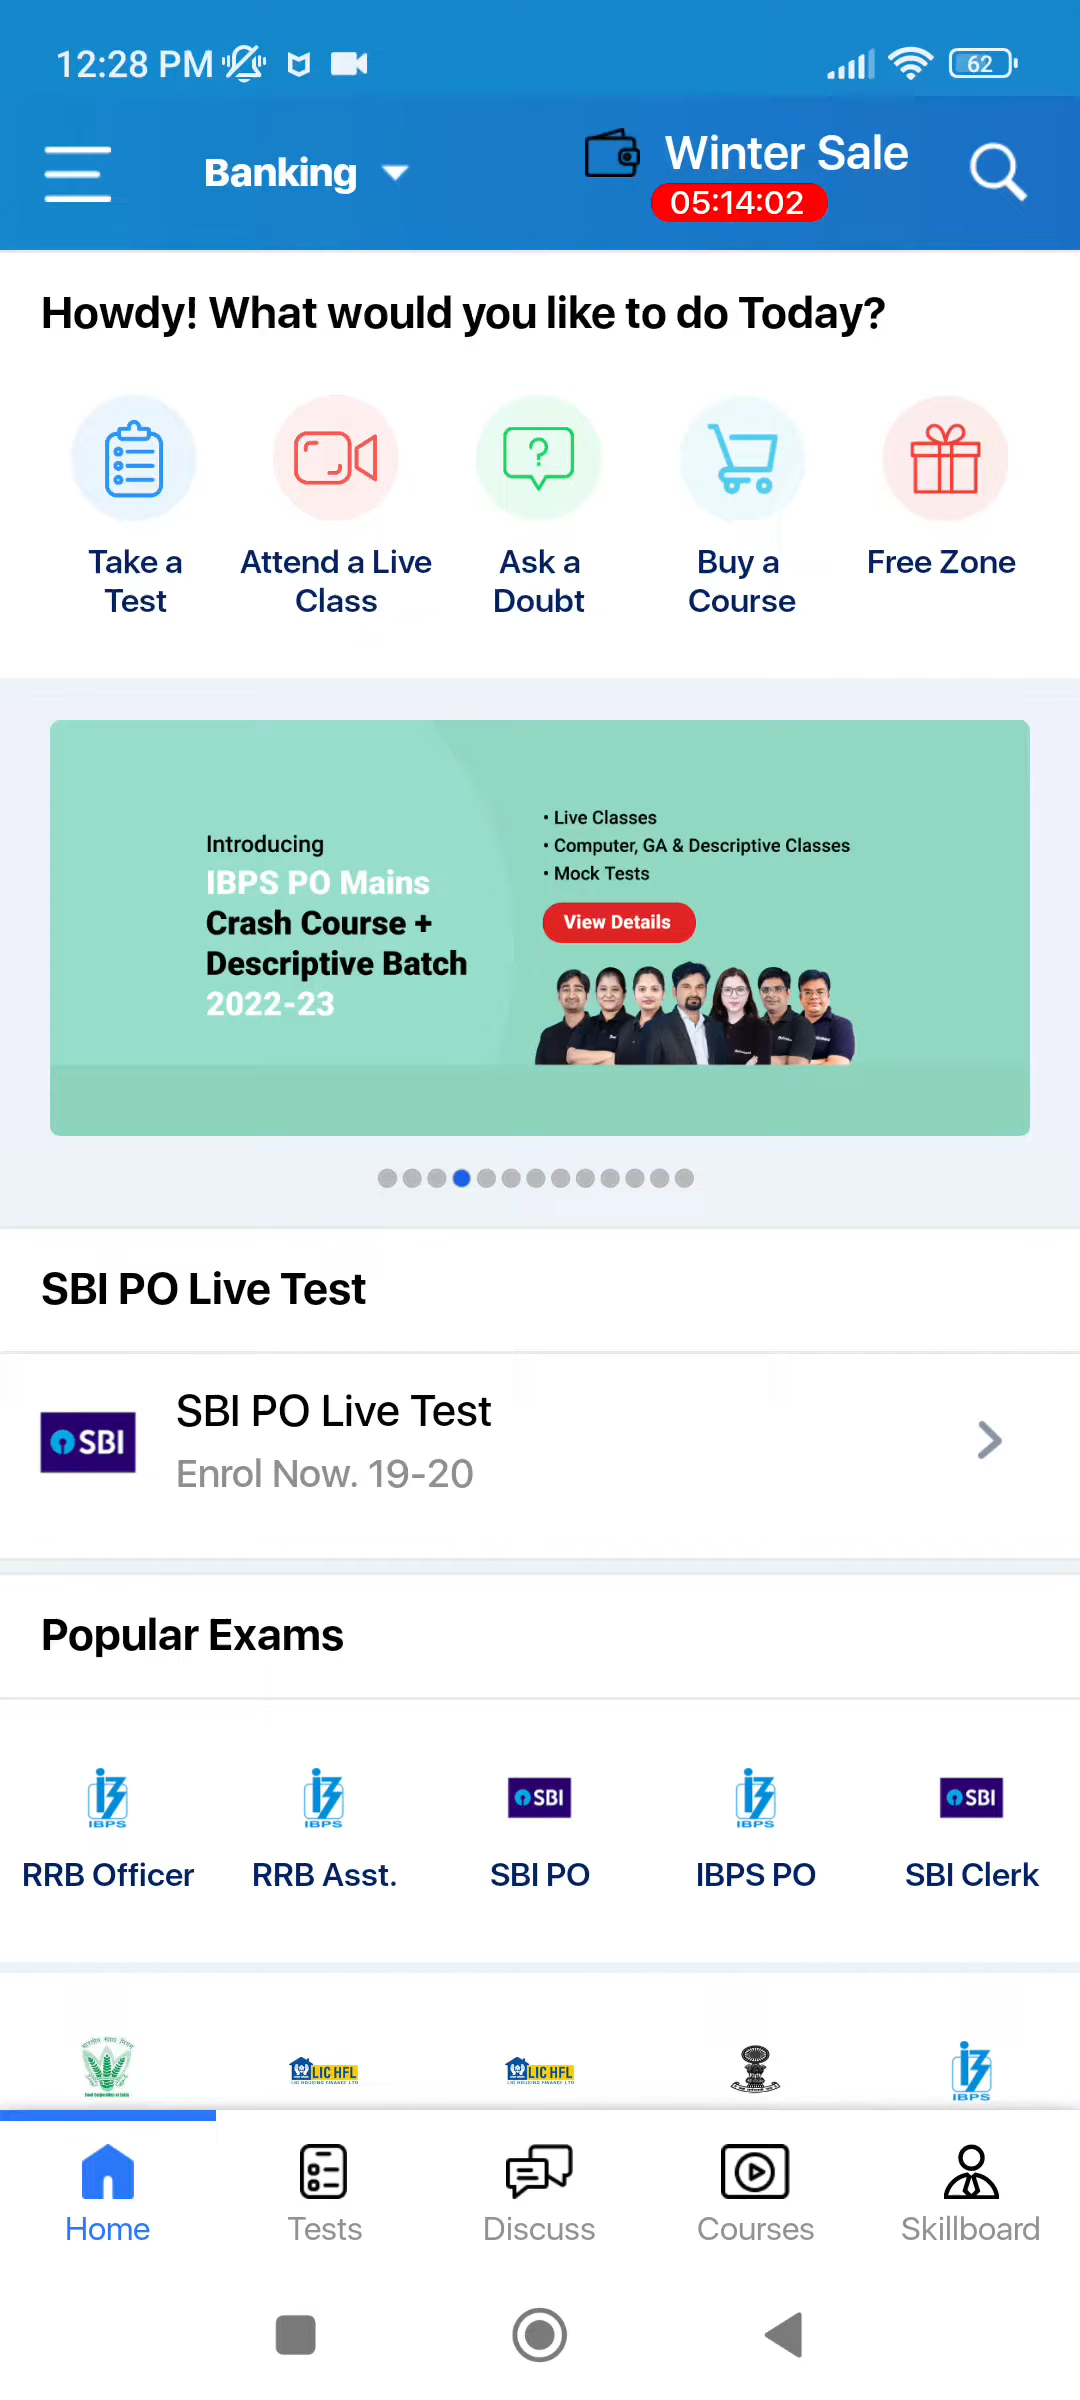 12:28 PM
62
Banking
Winter Sale
05:14:02
Howdy! What would you like to do Today?
Take a
Test
Attend a Live
Class
?
Ask a
Doubt
Buy a
Course
Free Zone
Introducing
IBPS PO Mains
Crash Course +
Descriptive Batch
2022-23
• Live Classes
• Computer, GA & Descriptive Classes
• Mock Tests
View Details
SBI PO Live Test
SBI
SBI PO Live Test
Enrol Now. 19-20
Popular Exams
IBPS
IBPS
SBI
IBPS
SBI
RRB Officer
RRB Asst.
SBI PO
IBPS PO
SBI Clerk
LIC HFL
LIC HFL
IBPS
Home
Tests
Discuss
Courses
Skillboard